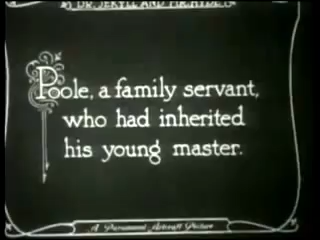 DR. JEKYLL AND MR. HYDE
Poole, a family servant,
who had inherited
his young master.
A Paramount Artcraft Picture